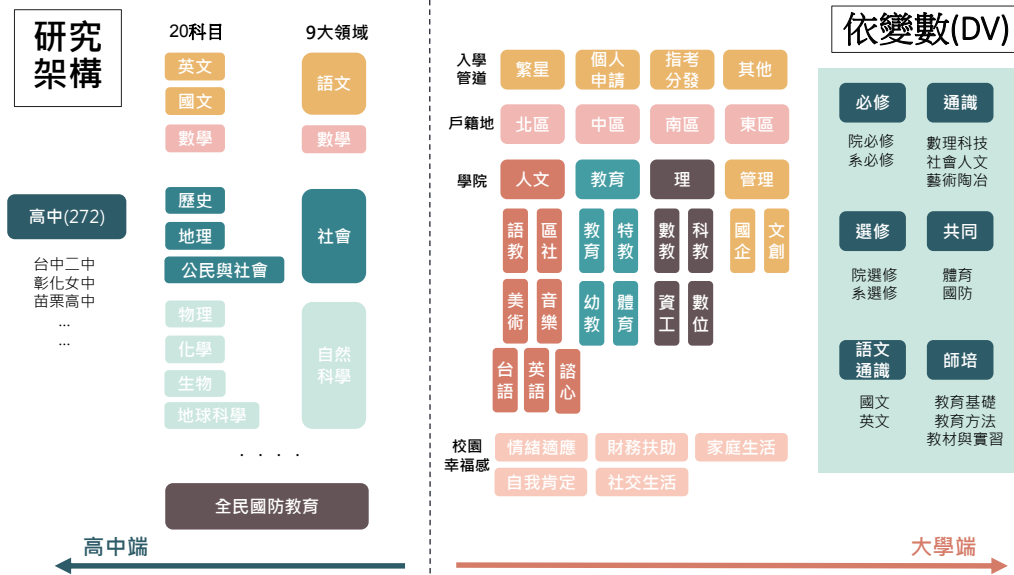 研究
架構
20科目
9大領域
英文
國文
數學
歷史
地理
公民與社會
物理
化學
生物
地球科學
語文
數學
社會
自然
科學
. . . .
全民國防教育
高中(272)
台中二中
彰化女中
苗栗高中
...
...
高中端
入學
管道
繁星
個人
申請
指考
分發
其他
戶籍地
北區
中區
南區
東區
學院
人文
教育
理
管理
語教
區社
教育
特教
數教
科教
國企
文創
美術
音樂
幼教
體育
資工
數位
台語
英語
諮心
校園
幸福感
情緒適應
財務扶助
家庭生活
自我肯定
社交生活
大學端
依變數(DV)
必修
院必修
系必修
通識
數理科技
社會人文
藝術陶冶
選修
院選修
系選修
共同
體育
國防
語文
通識
國文
英文
師培
教育基礎
教育方法
教材與實習